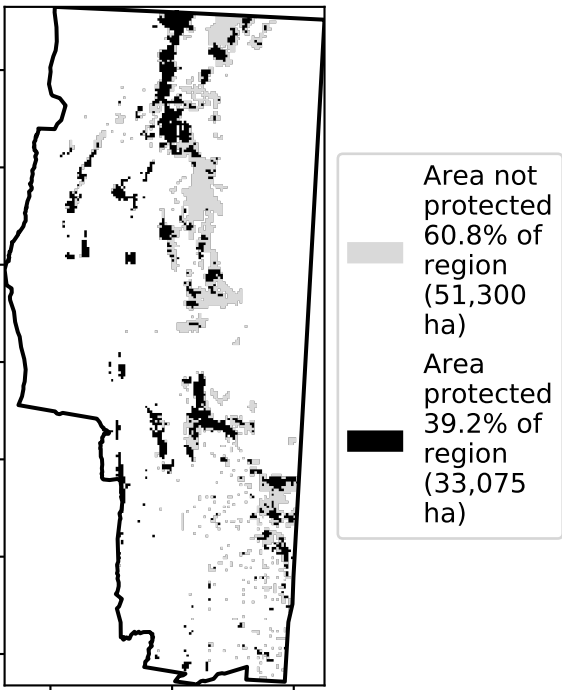 Area not
protected
60.8% of
region
(51,300
ha)
Area
protected
39.2% of
region
(33,075
ha)